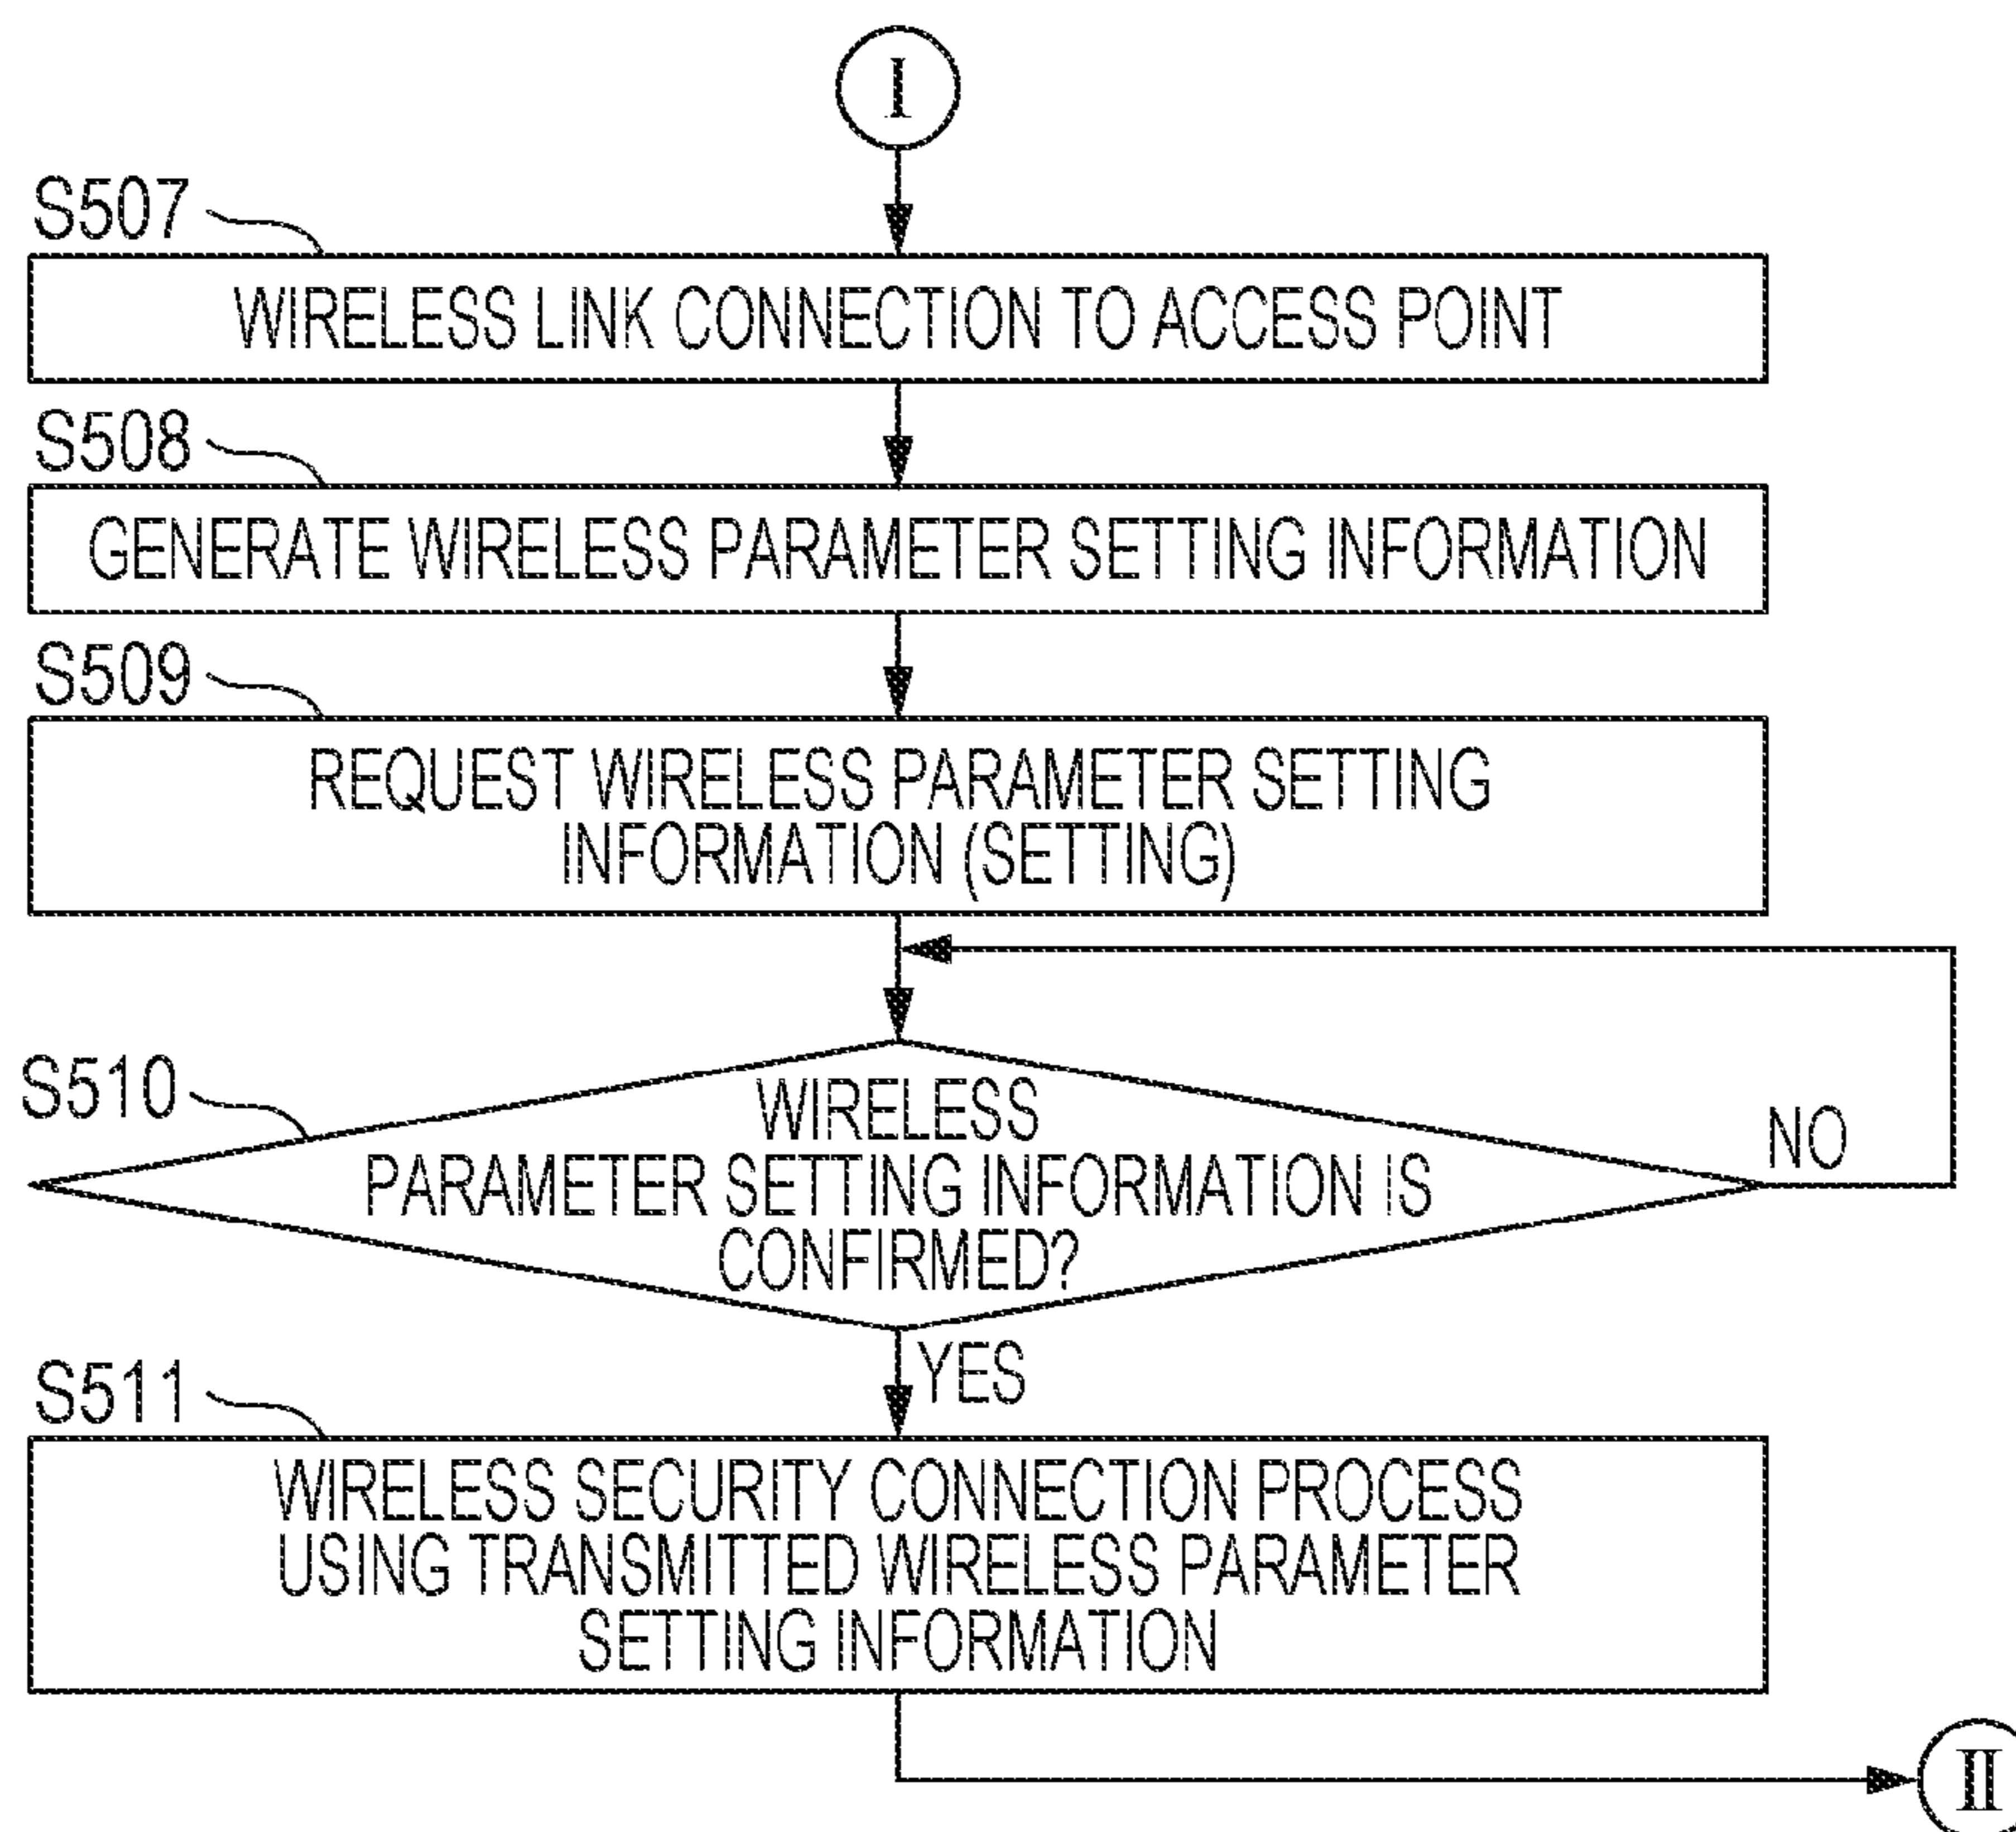 I
S507
WIRELESS LINK CONNECTION TO ACCESS POINT
S508
GENERATE WIRELESS PARAMETER SETTING INFORMATION
S509
REQUEST WIRELESS PARAMETER SETTING
INFORMATION (SETTING)
S510
WIRELESS
PARAMETER SETTING INFORMATION IS
CONFIRMED?
NO
YES
S511
WIRELESS SECURITY CONNECTION PROCESS
USING TRANSMITTED WIRELESS PARAMETER
SETTING INFORMATION
II